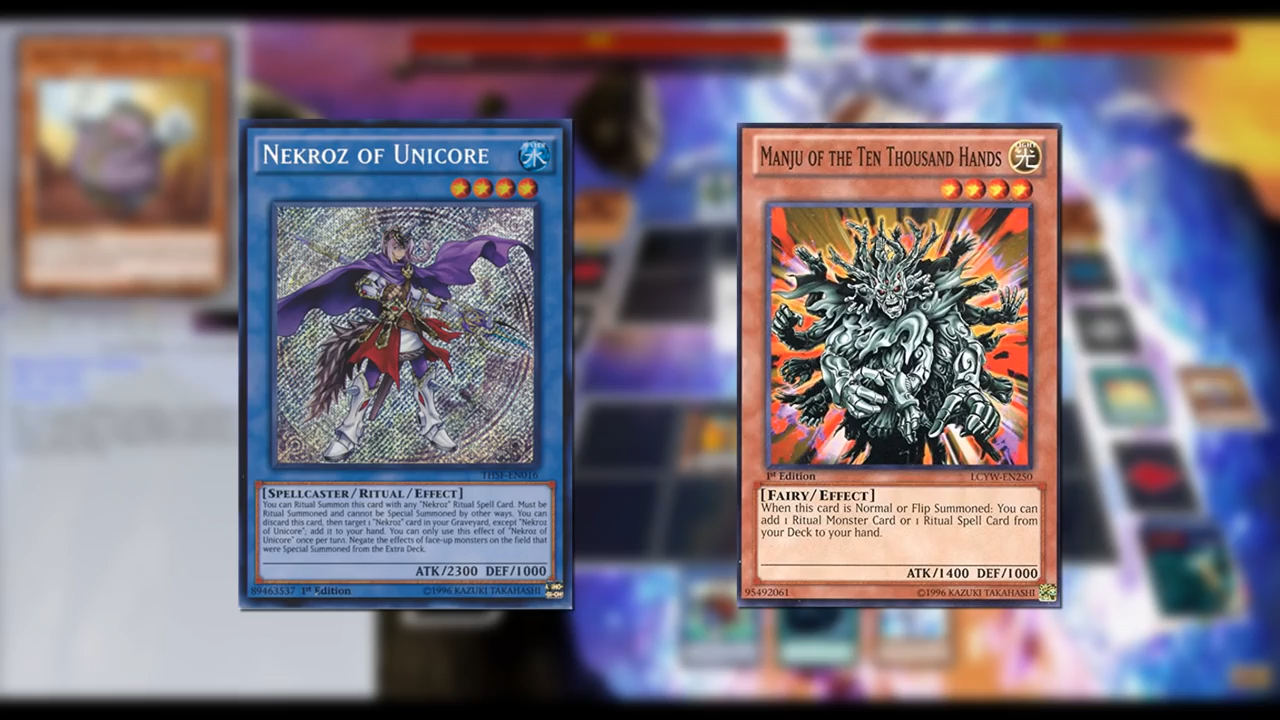 NEKROZ OF UNICORE
WATER
水
THSF-EN016
[SPELLCASTER/RITUAL/EFFECT]
You can Ritual Summon this card with any "Nekroz" Ritual Spell Card. Must be
Ritual Summoned and cannot be Special Summoned by other ways. You can
discard this card, then target 1 "Nekroz" card in your Graveyard, except "Nekroz
of Unicore"; add it to your hand. You can only use this effect of "Nekroz of
Unicore" once per turn. Negate the effects of face-up monsters on the field that
were Special Summoned from the Extra Deck.
ATK/2300 DEF/1000
89463537 1st Edition ©1996 KAZUKI TAKAHASHI
MANJU OF THE TEN THOUSAND HANDS
LIGHT
光
1st Edition LCYW-EN250
[FAIRY/EFFECT]
When this card is Normal or Flip Summoned: You can
add 1 Ritual Monster Card or 1 Ritual Spell Card from
your Deck to your hand.
ATK/1400 DEF/1000
95492061 ©1996 KAZUKI TAKAHASHI